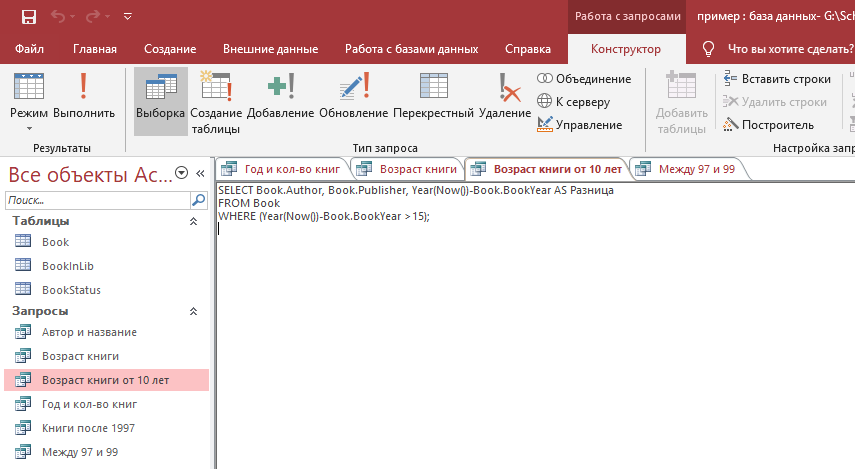 Работа с запросами
пример : база данных- G:\Sch
Файл
Главная
Создание
Внешние данные
Работа с базами данных
Справка
Конструктор
Что вы хотите сделать?
Режим
Выполнить
Результаты
Выборка
Создание
таблицы
Добавление
Обновление
Перекрестный
Удаление
Объединение
К серверу
Управление
Тип запроса
Добавить
таблицы
Вставить строки
Удалить строки
Построитель
Настройка запр
Все объекты Ac...
Поиск...
Таблицы
Book
BookInLib
BookStatus
Запросы
Автор и название
Возраст книги
Возраст книги от 10 лет
Год и кол-во книг
Книги после 1997
Между 97 и 99
Год и кол-во книг
Возраст книги
Возраст книги от 10 лет
Между 97 и 99
SELECT Book.Author, Book.Publisher, Year(Now())-Book.BookYear AS Разница
FROM Book
WHERE (Year(Now())-Book.BookYear >15);